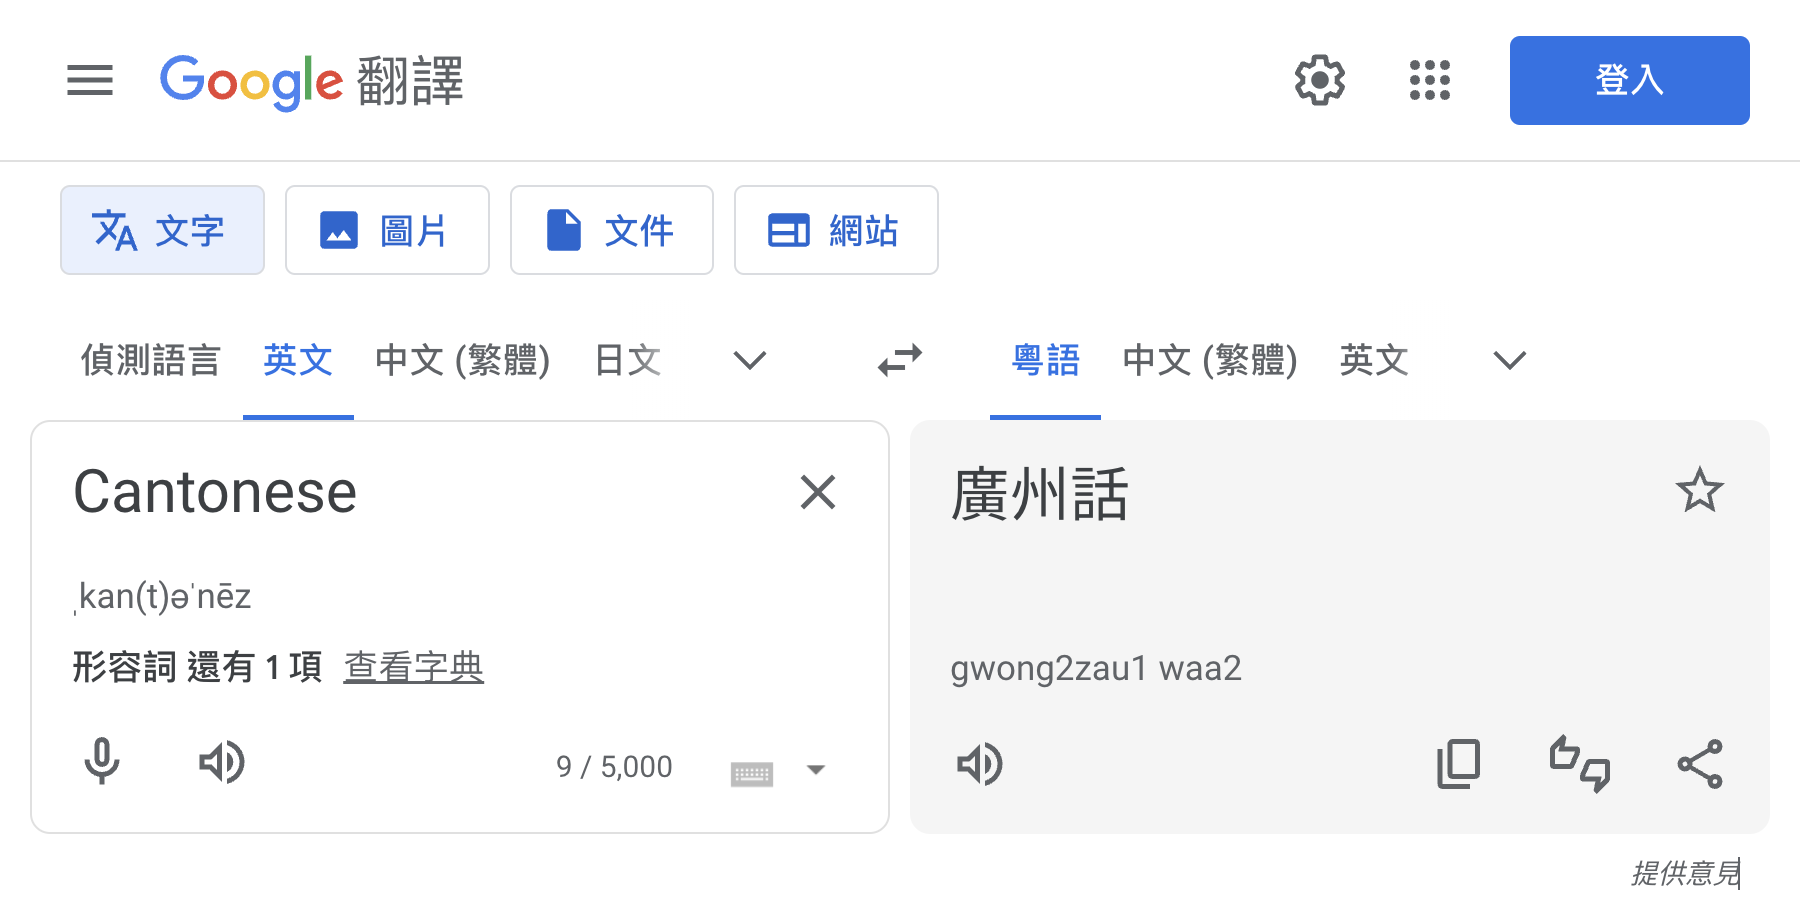 Google 翻譯
登入
文字 圖片 文件 網站
偵測語言 英文 中文 (繁體) 日文 粵語 中文 (繁體) 英文
Cantonese
廣州話
ˌkan(t)əˈnēz
形容詞 還有 1 項 查看字典
gwong2zau1 waa2
9 / 5,000
提供意見